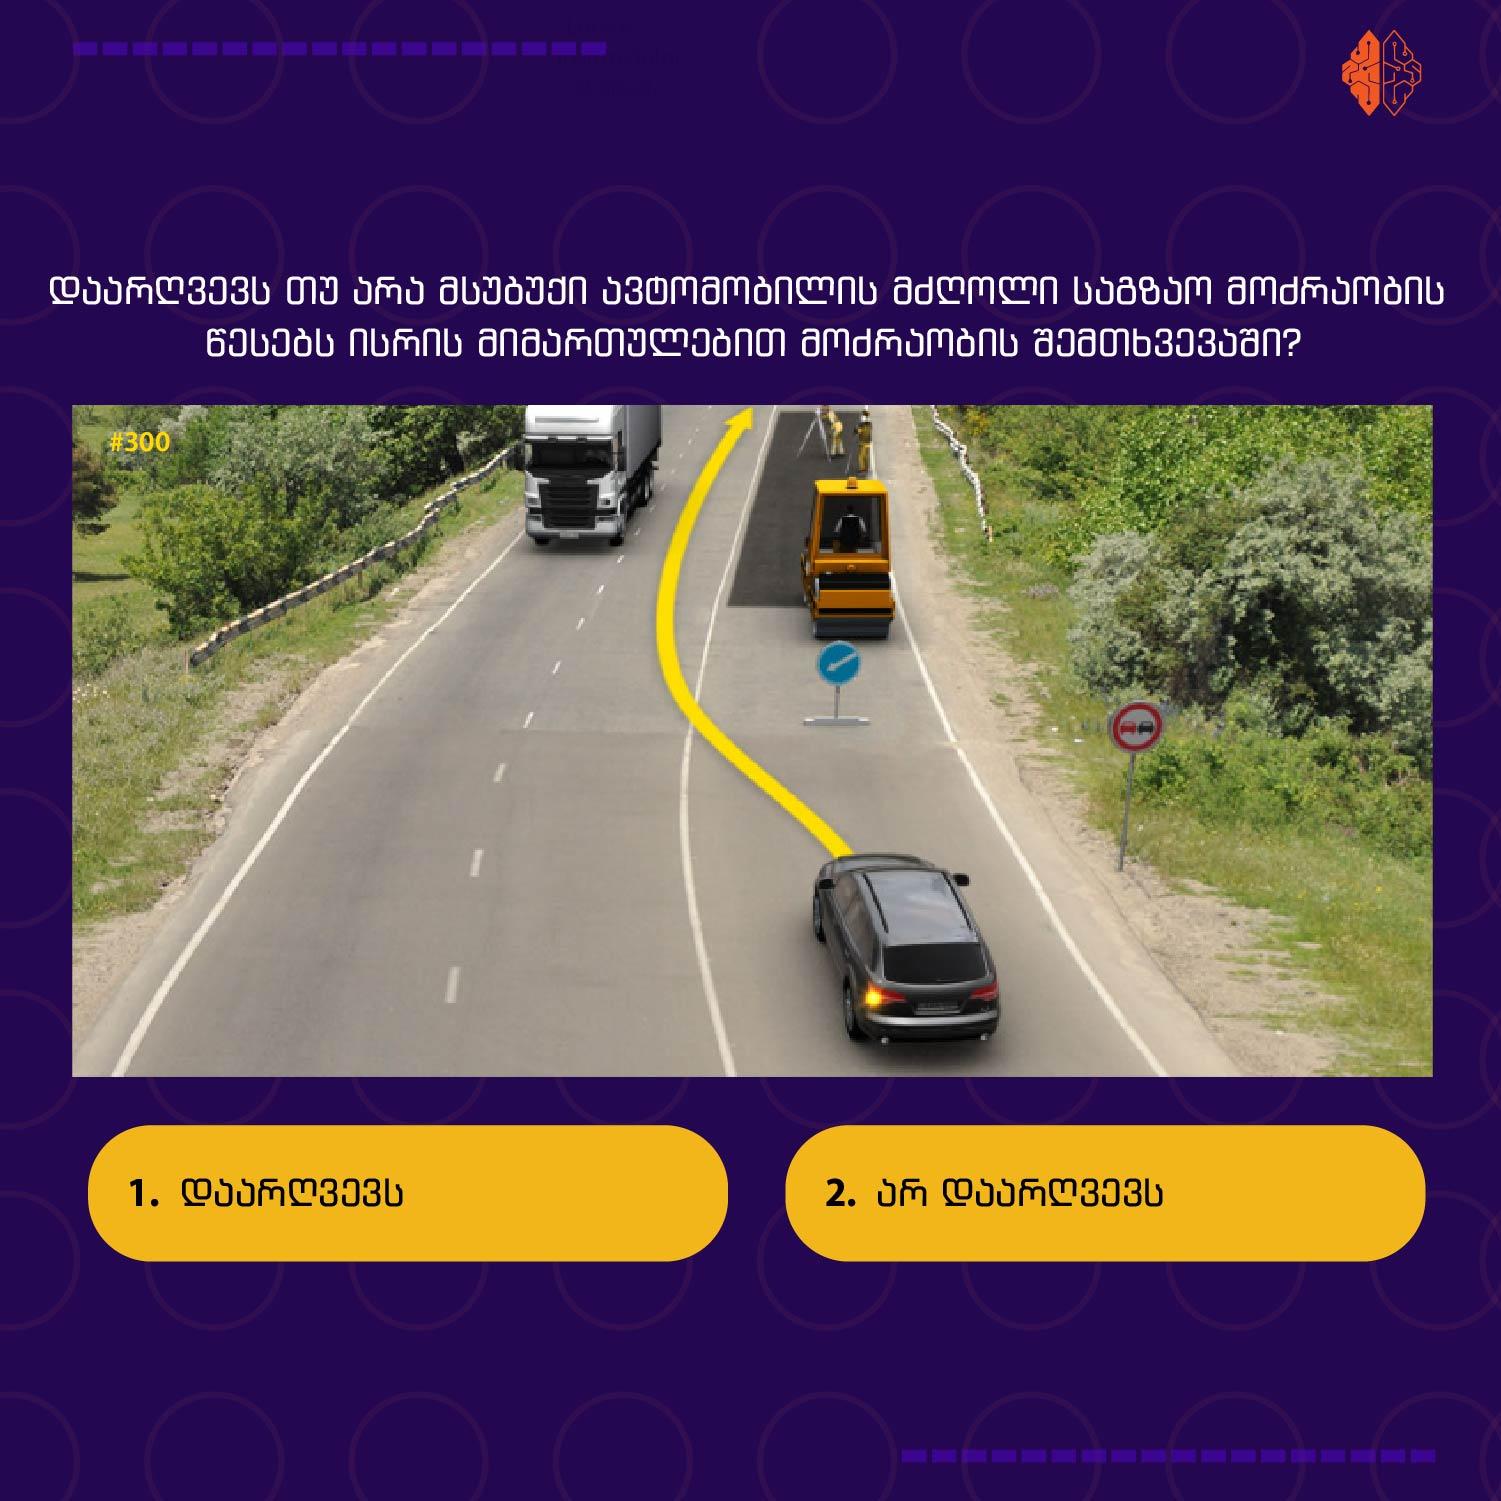 დაარღვევს თუ არა მსუბუქი ავტომობილის მძღოლი საგზაო მოძრაობის
წესებს ისრის მიმართულებით მოძრაობის შემთხვევაში?
#300
1. დაარღვევს
2. არ დაარღვევს